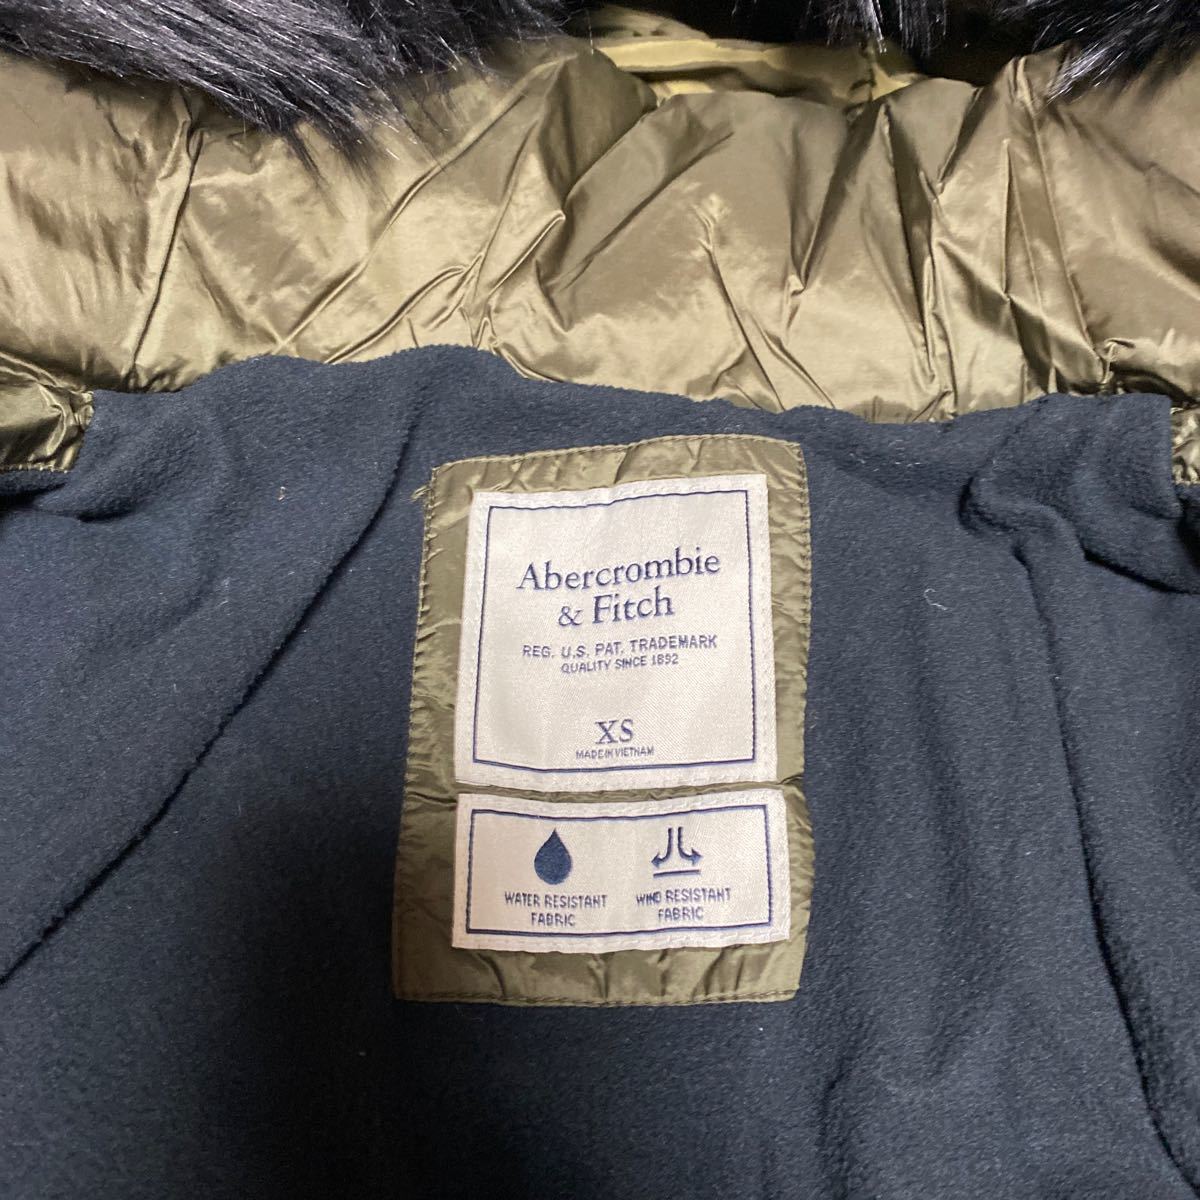 Abercrombie
& Fitch
REG. U.S. PAT. TRADEMARK
QUALITY SINCE 1892
XS
MADE IN VIETNAM
WATER RESISTANT
FABRIC
WIND RESISTANT
FABRIC